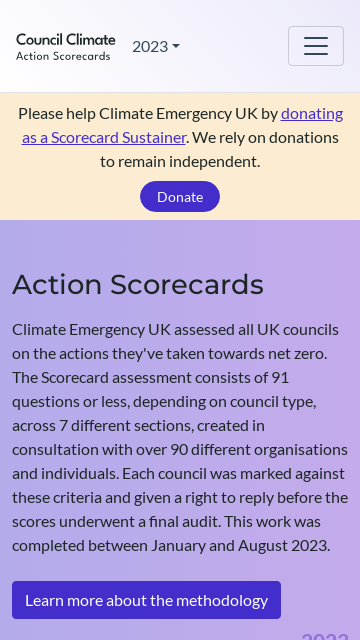 Council Climate
Action Scorecards
2023
Please help Climate Emergency UK by donating
as a Scorecard Sustainer. We rely on donations
to remain independent.
Donate
Action Scorecards
Climate Emergency UK assessed all UK councils
on the actions they've taken towards net zero.
The Scorecard assessment consists of 91
questions or less, depending on council type,
across 7 different sections, created in
consultation with over 90 different organisations
and individuals. Each council was marked against
these criteria and given a right to reply before the
scores underwent a final audit. This work was
completed between January and August 2023.
Learn more about the methodology
2023